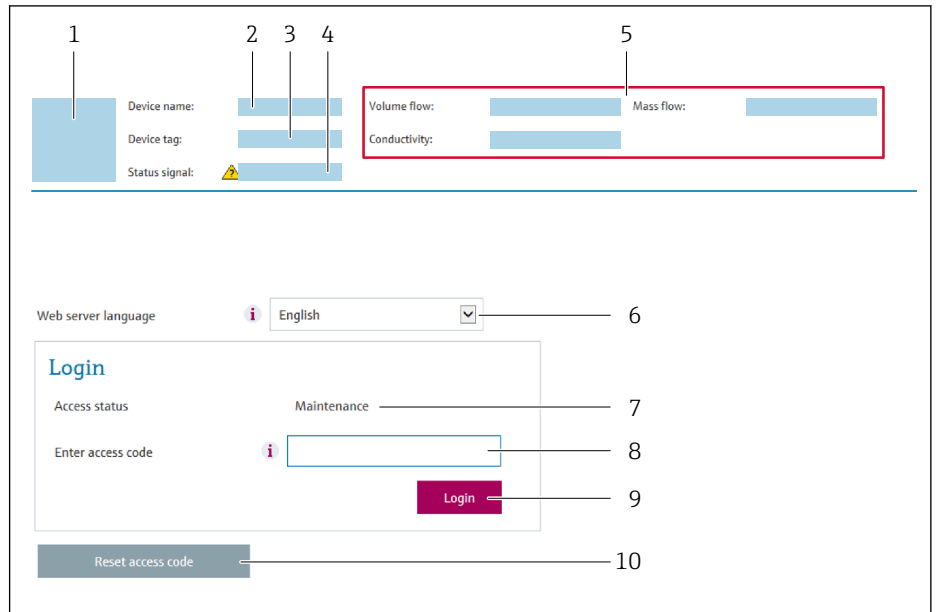 1 2 3 4 5
Device name: Volume flow: Mass flow:
Device tag: Conductivity:
Status signal: ?
Web server language i English 6
Login
Access status Maintenance 7
Enter access code i 8
Login 9
Reset access code 10